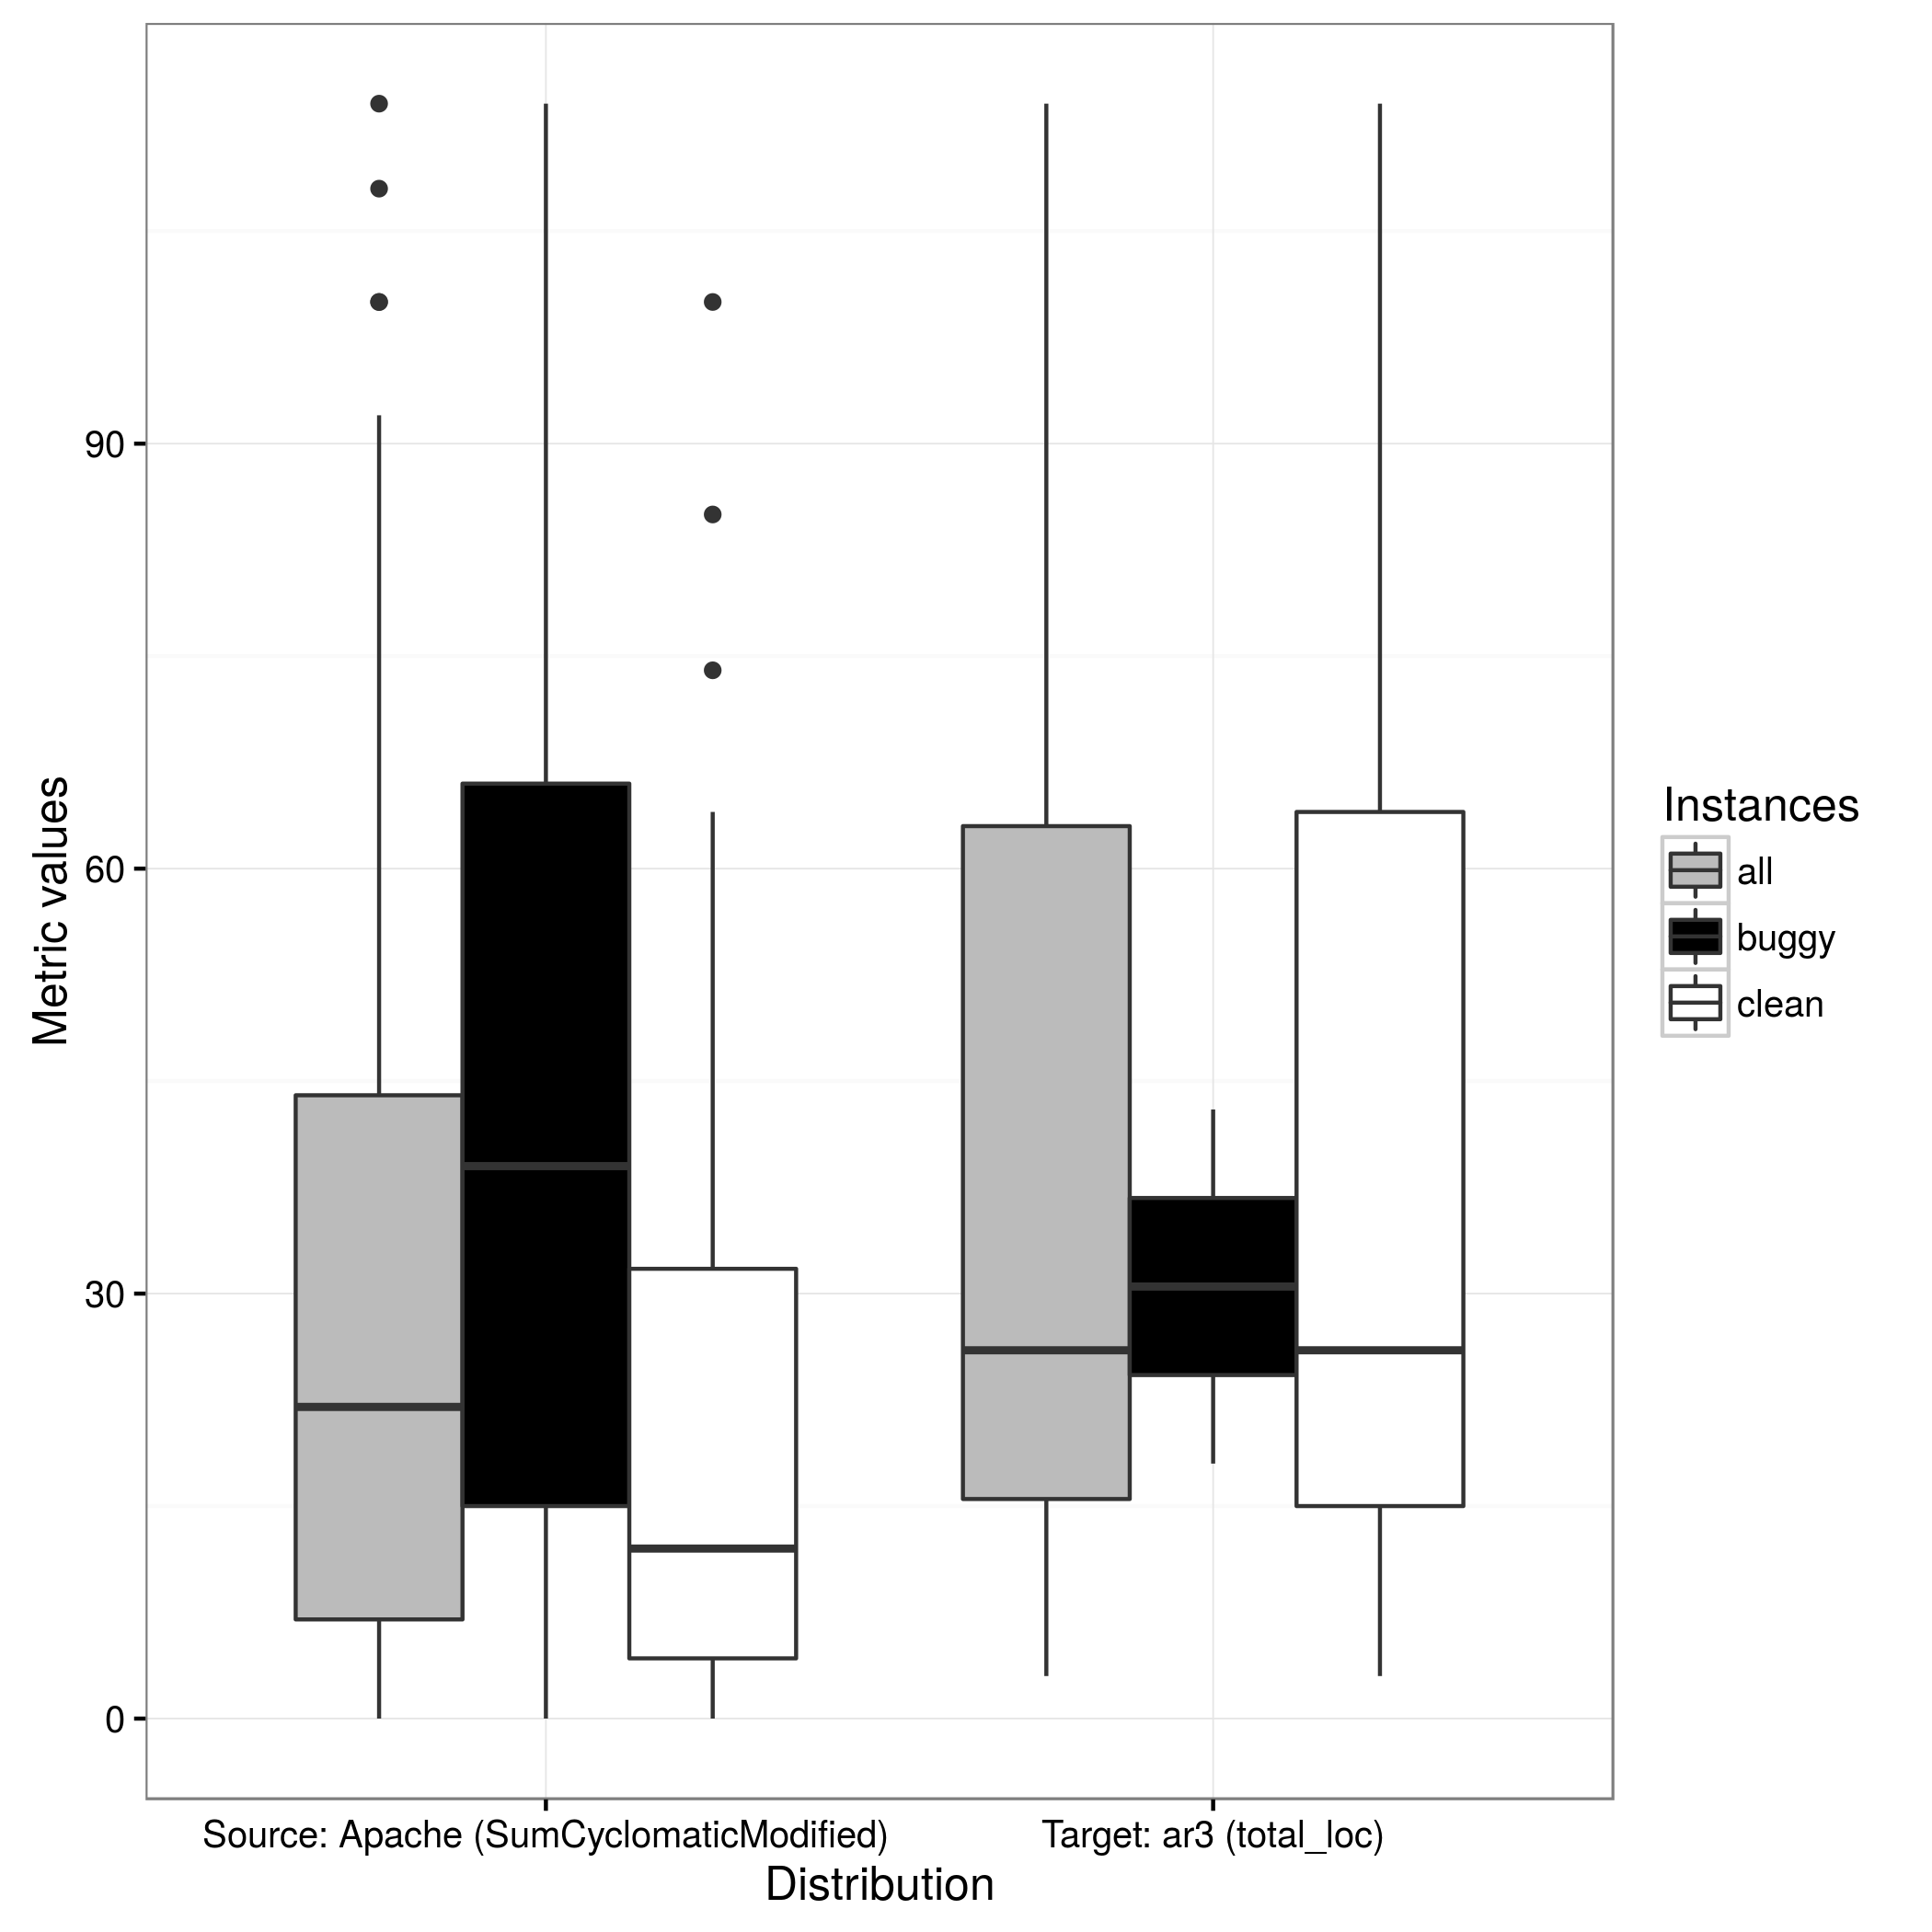 Metric values
90
60
30
0
Source: Apache (SumCyclomaticModified)
Target: ar3 (total_loc)
Distribution
Instances
all
buggy
clean